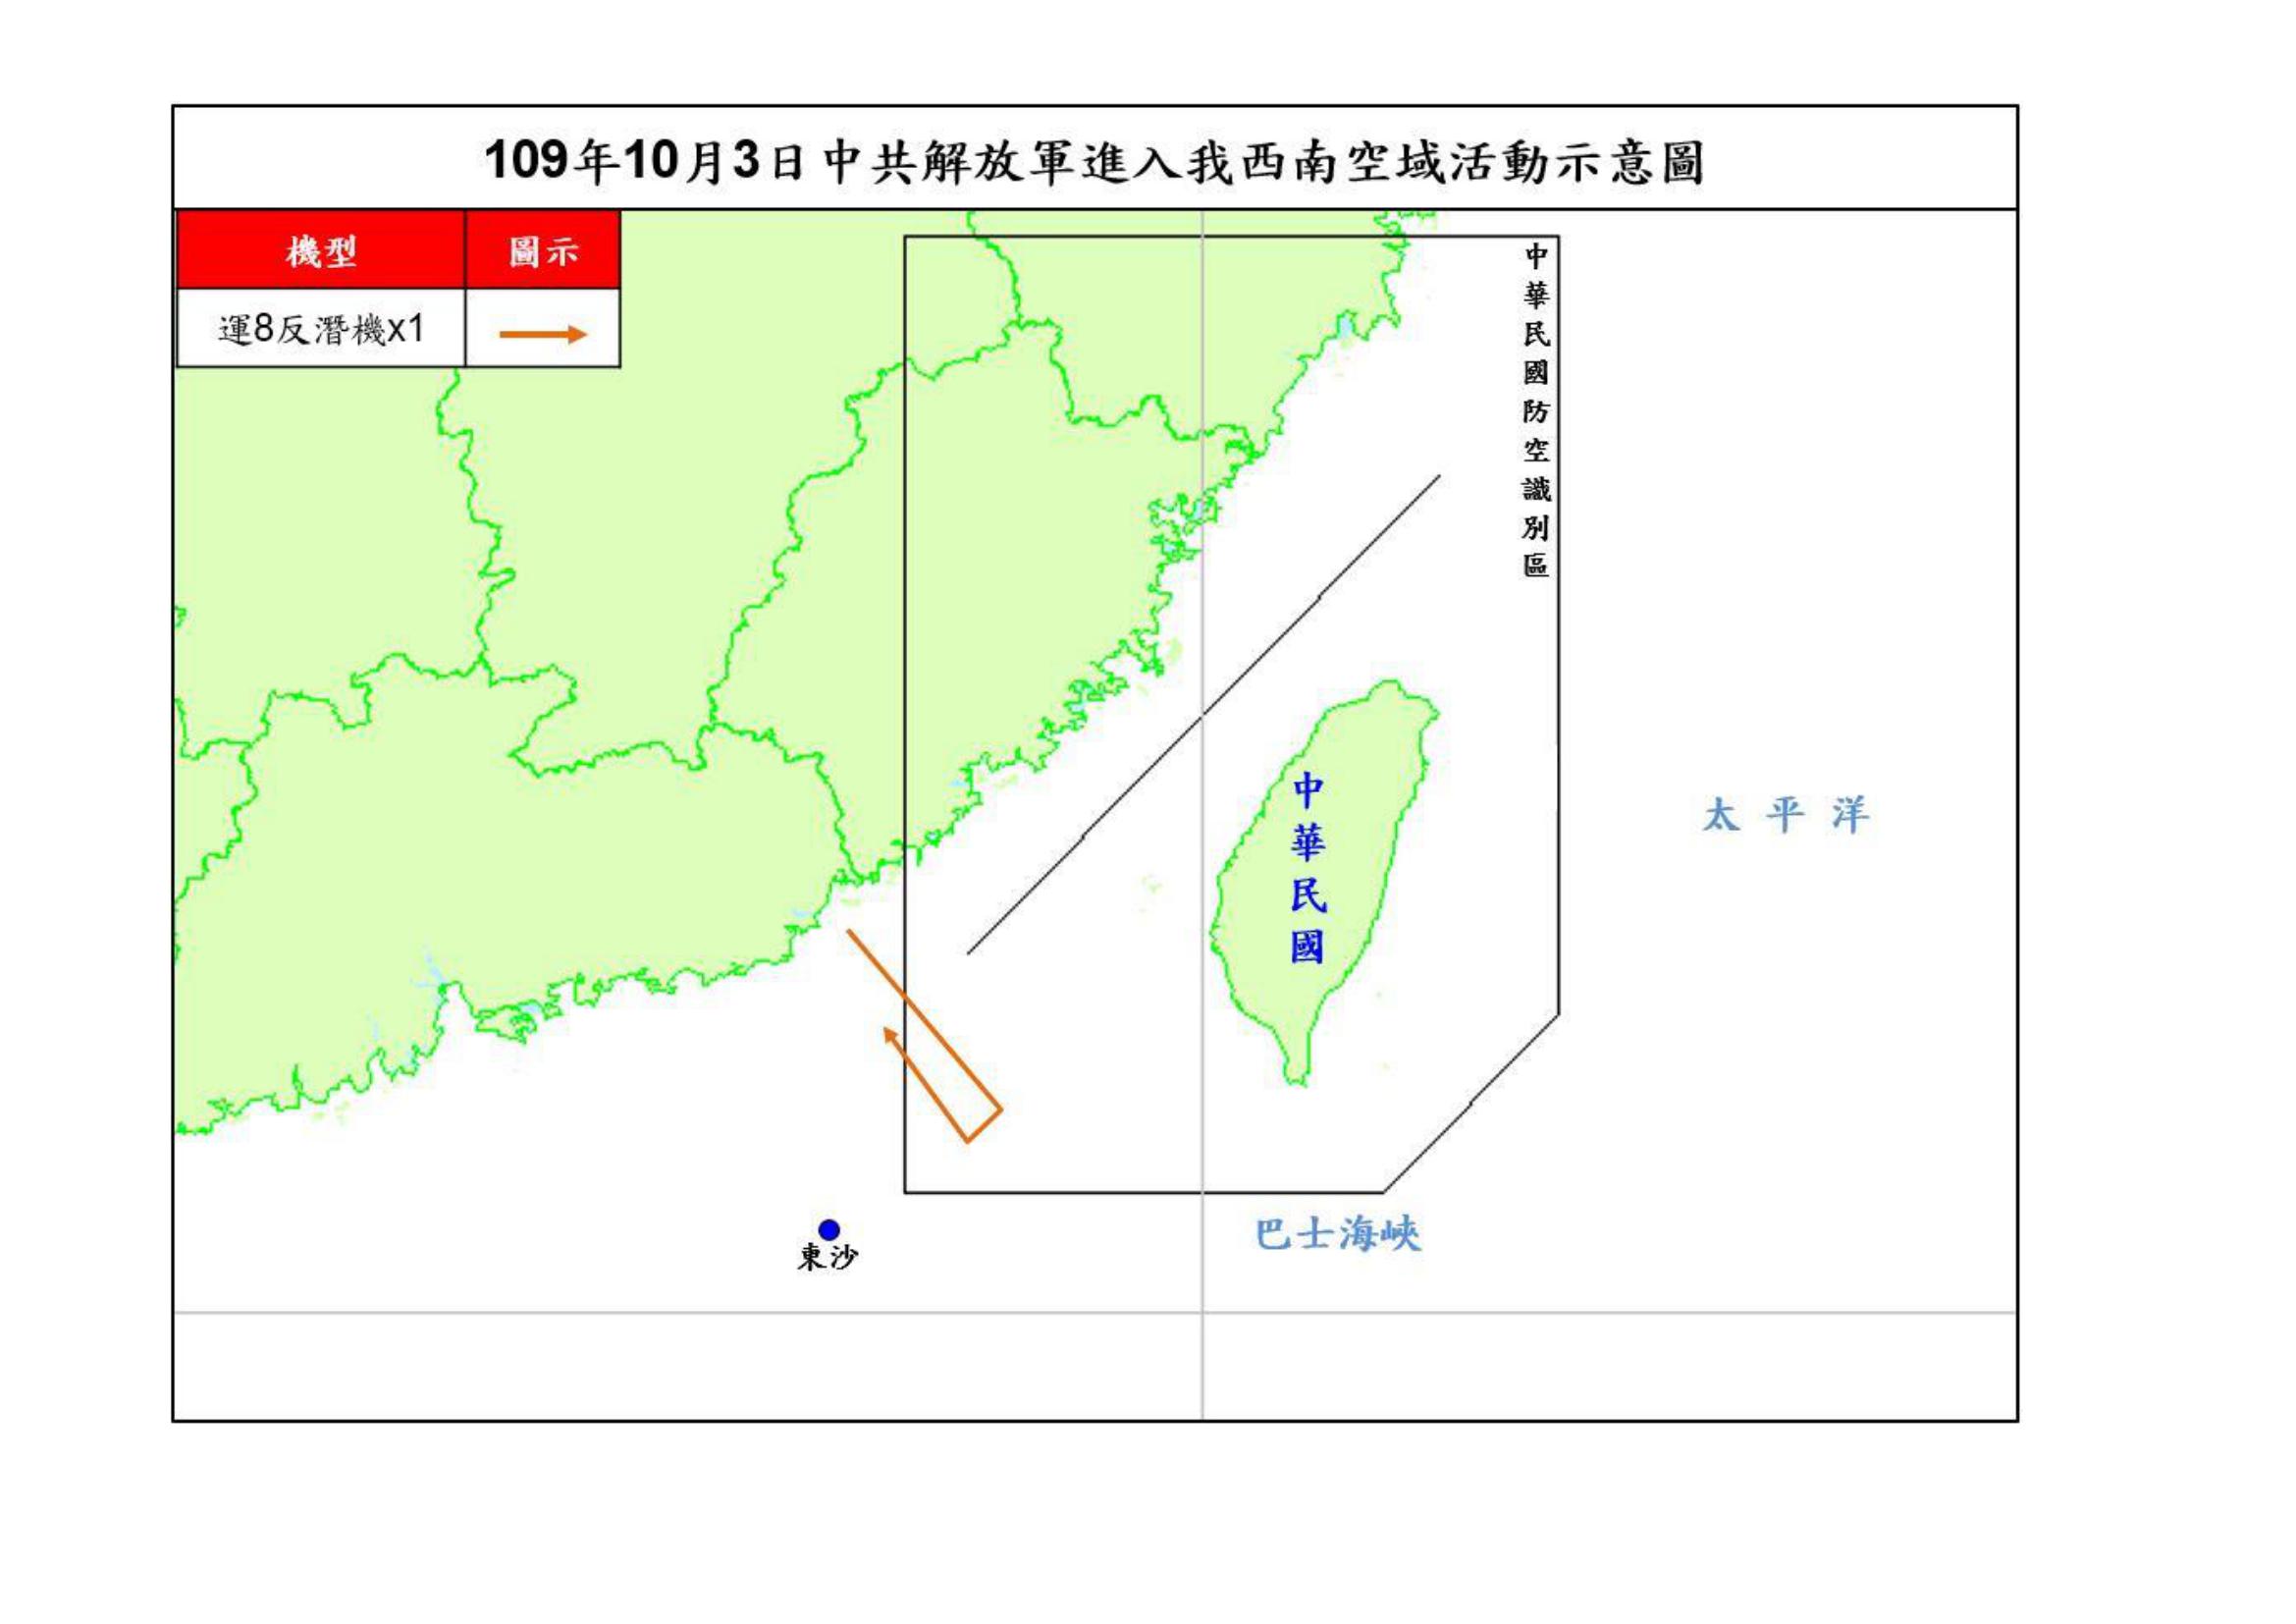 109年10月3日中共解放軍進入我西南空域活動示意圖
機型
圖示
運8反潛機x1
中華民國防空識別區
中華民國
太平洋
巴士海峽
東沙